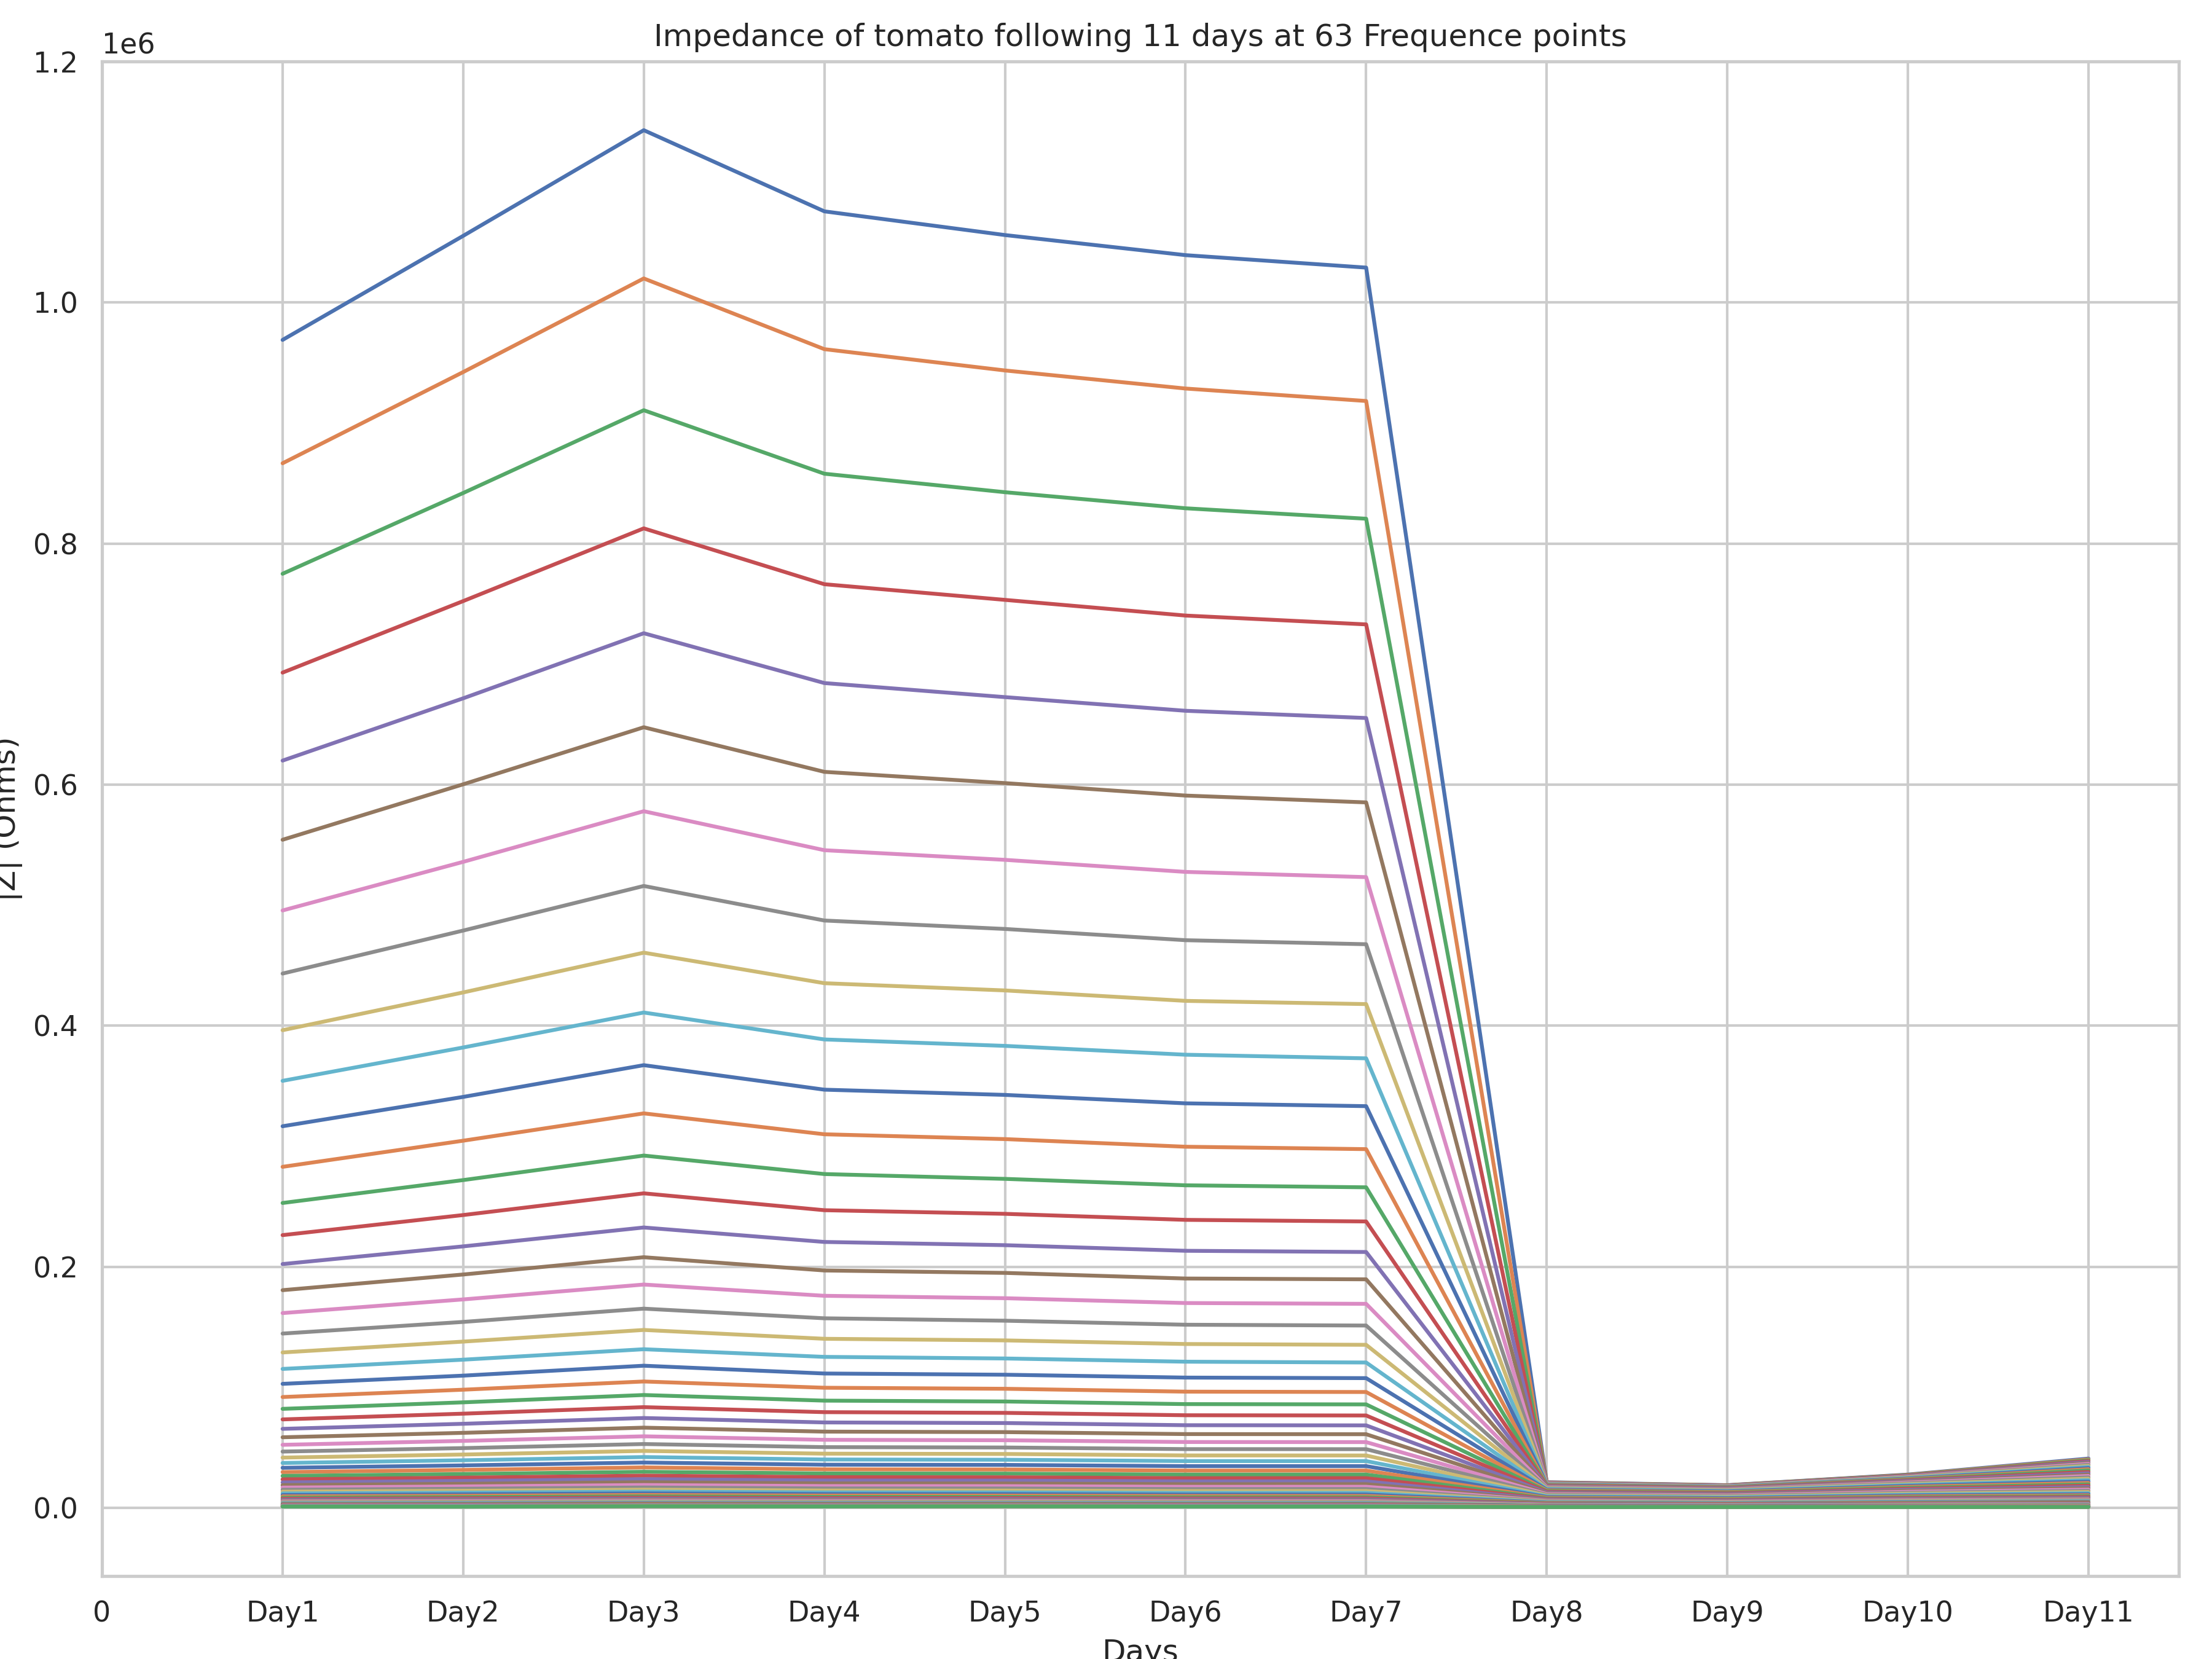 Impedance of tomato following 11 days at 63 Frequence points
1e6
1.2
1.0
0.8
0.6
0.4
0.2
0.0
|Z| (Ohms)
0 Day1 Day2 Day3 Day4 Day5 Day6 Day7 Day8 Day9 Day10 Day11
Days